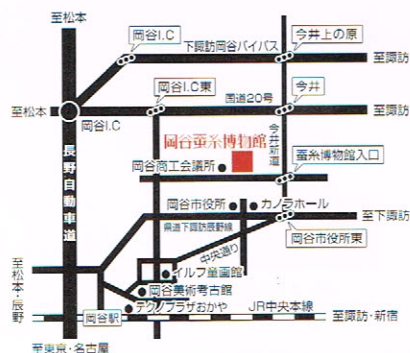 至松本
岡谷I.C
下諏訪岡谷バイパス
今井上の原
至諏訪
岡谷I.C東
国道20号
今井
至松本
至諏訪
岡谷I.C
岡谷蚕糸博物館
今井新道
長野自動車道
岡谷商工会議所
蚕糸博物館入口
岡谷市役所
カノラホール
県道下諏訪辰野線
至下諏訪
中央通り
岡谷市役所東
至松本・辰野
イルフ童画館
岡谷美術考古館
テクノプラザおかや
岡谷駅
JR中央本線
至諏訪・新宿
至東京・名古屋